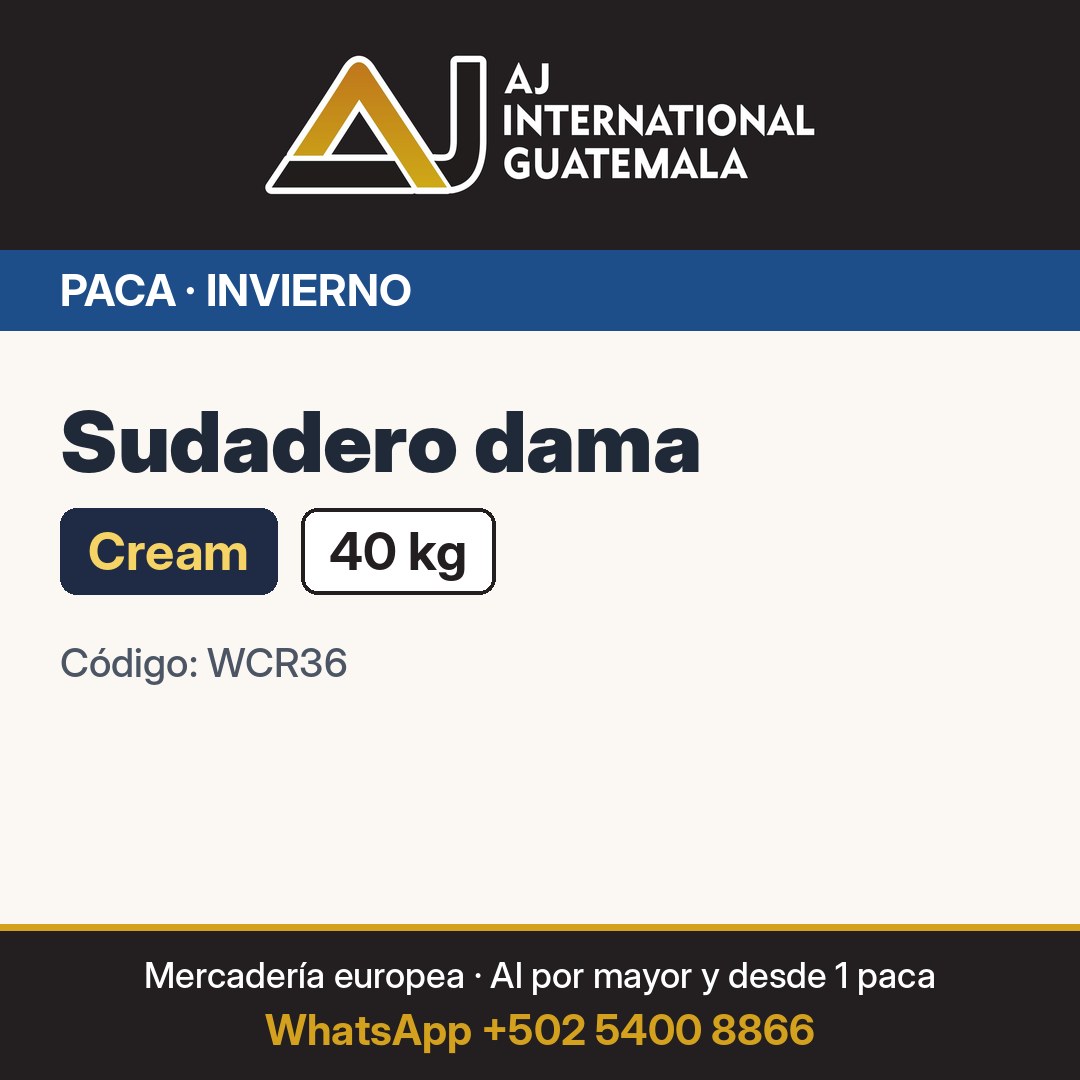 AJ
AJ
INTERNATIONAL
GUATEMALA
PACA · INVIERNO
Sudadero dama
Cream
40 kg
Código: WCR36
Mercadería europea · Al por mayor y desde 1 paca
WhatsApp +502 5400 8866